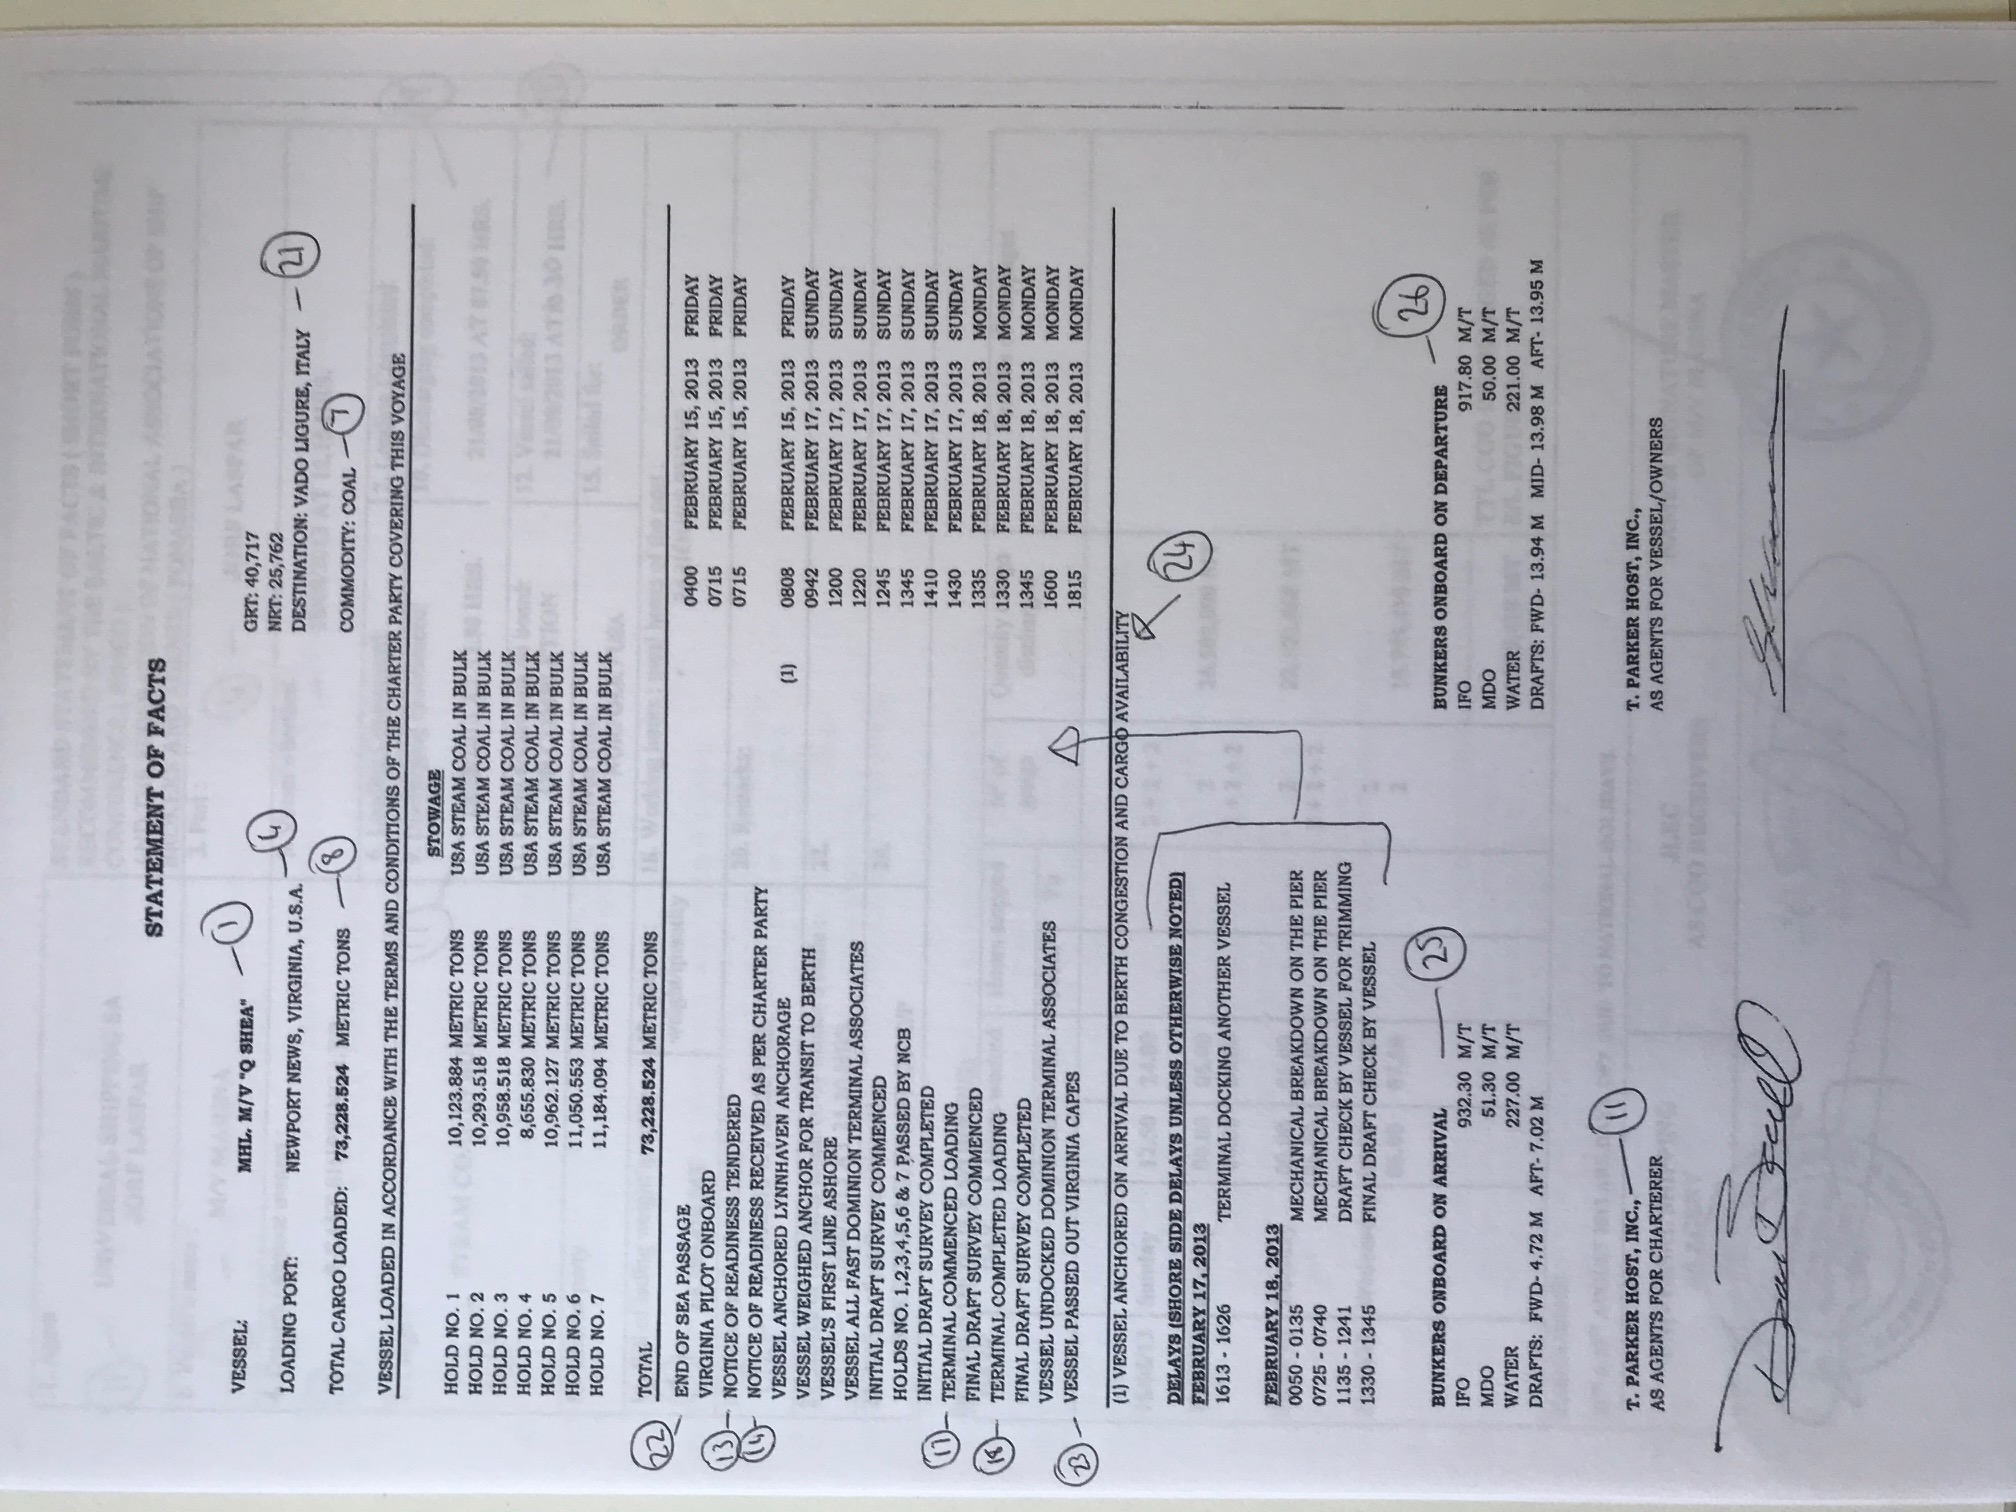 STATEMENT OF FACTS
VESSEL: MHL. M/V "Q SHEA" 1 GRT: 40,717
NRT: 25,762
LOADING PORT: NEWPORT NEWS, VIRGINIA, U.S.A. DESTINATION: VADO LIGURE, ITALY 21
TOTAL CARGO LOADED: 73,228.524 METRIC TONS 8 COMMODITY: COAL 7
VESSEL LOADED IN ACCORDANCE WITH THE TERMS AND CONDITIONS OF THE CHARTER PARTY COVERING THIS VOYAGE
STOWAGE
HOLD NO. 1 10,123.884 METRIC TONS USA STEAM COAL IN BULK
HOLD NO. 2 10,293.518 METRIC TONS USA STEAM COAL IN BULK
HOLD NO. 3 10,958.518 METRIC TONS USA STEAM COAL IN BULK
HOLD NO. 4 8,655.830 METRIC TONS USA STEAM COAL IN BULK
HOLD NO. 5 10,962.127 METRIC TONS USA STEAM COAL IN BULK
HOLD NO. 6 11,050.553 METRIC TONS USA STEAM COAL IN BULK
HOLD NO. 7 11,184.094 METRIC TONS USA STEAM COAL IN BULK
TOTAL 73,228.524 METRIC TONS
22 END OF SEA PASSAGE 0400 FEBRUARY 15, 2013 FRIDAY
VIRGINIA PILOT ONBOARD 0715 FEBRUARY 15, 2013 FRIDAY
13 NOTICE OF READINESS TENDERED 0715 FEBRUARY 15, 2013 FRIDAY
14 NOTICE OF READINESS RECEIVED AS PER CHARTER PARTY
VESSEL ANCHORED LYNNHAVEN ANCHORAGE (1) 0808 FEBRUARY 15, 2013 FRIDAY
VESSEL WEIGHED ANCHOR FOR TRANSIT TO BERTH 0942 FEBRUARY 17, 2013 SUNDAY
VESSEL'S FIRST LINE ASHORE 1200 FEBRUARY 17, 2013 SUNDAY
VESSEL ALL FAST DOMINION TERMINAL ASSOCIATES 1220 FEBRUARY 17, 2013 SUNDAY
INITIAL DRAFT SURVEY COMMENCED 1245 FEBRUARY 17, 2013 SUNDAY
HOLDS NO. 1,2,3,4,5,6 & 7 PASSED BY NCB 1345 FEBRUARY 17, 2013 SUNDAY
INITIAL DRAFT SURVEY COMPLETED 1410 FEBRUARY 17, 2013 SUNDAY
17 TERMINAL COMMENCED LOADING 1430 FEBRUARY 17, 2013 SUNDAY
FINAL DRAFT SURVEY COMMENCED 1335 FEBRUARY 18, 2013 MONDAY
TERMINAL COMPLETED LOADING 1330 FEBRUARY 18, 2013 MONDAY
FINAL DRAFT SURVEY COMPLETED 1345 FEBRUARY 18, 2013 MONDAY
VESSEL UNDOCKED DOMINION TERMINAL ASSOCIATES 1600 FEBRUARY 18, 2013 MONDAY
23 VESSEL PASSED OUT VIRGINIA CAPES 1815 FEBRUARY 18, 2013 MONDAY
(1) VESSEL ANCHORED ON ARRIVAL DUE TO BERTH CONGESTION AND CARGO AVAILABILITY
24
DELAYS (SHORE SIDE DELAYS UNLESS OTHERWISE NOTED)
FEBRUARY 17, 2013
1613 - 1626 TERMINAL DOCKING ANOTHER VESSEL
FEBRUARY 18, 2013
0050 - 0135 MECHANICAL BREAKDOWN ON THE PIER
0725 - 0740 MECHANICAL BREAKDOWN ON THE PIER
1135 - 1241 DRAFT CHECK BY VESSEL FOR TRIMMING
1330 - 1345 FINAL DRAFT CHECK BY VESSEL
BUNKERS ONBOARD ON ARRIVAL 25 BUNKERS ONBOARD ON DEPARTURE 26
IFO 932.30 M/T IFO 917.80 M/T
MDO 51.30 M/T MDO 50.00 M/T
WATER 227.00 M/T WATER 221.00 M/T
DRAFTS: FWD- 4.72 M AFT- 7.02 M DRAFTS: FWD- 13.94 M MID- 13.98 M AFT- 13.95 M
T. PARKER HOST, INC., 11 T. PARKER HOST, INC.,
AS AGENTS FOR CHARTERER AS AGENTS FOR VESSEL/OWNERS